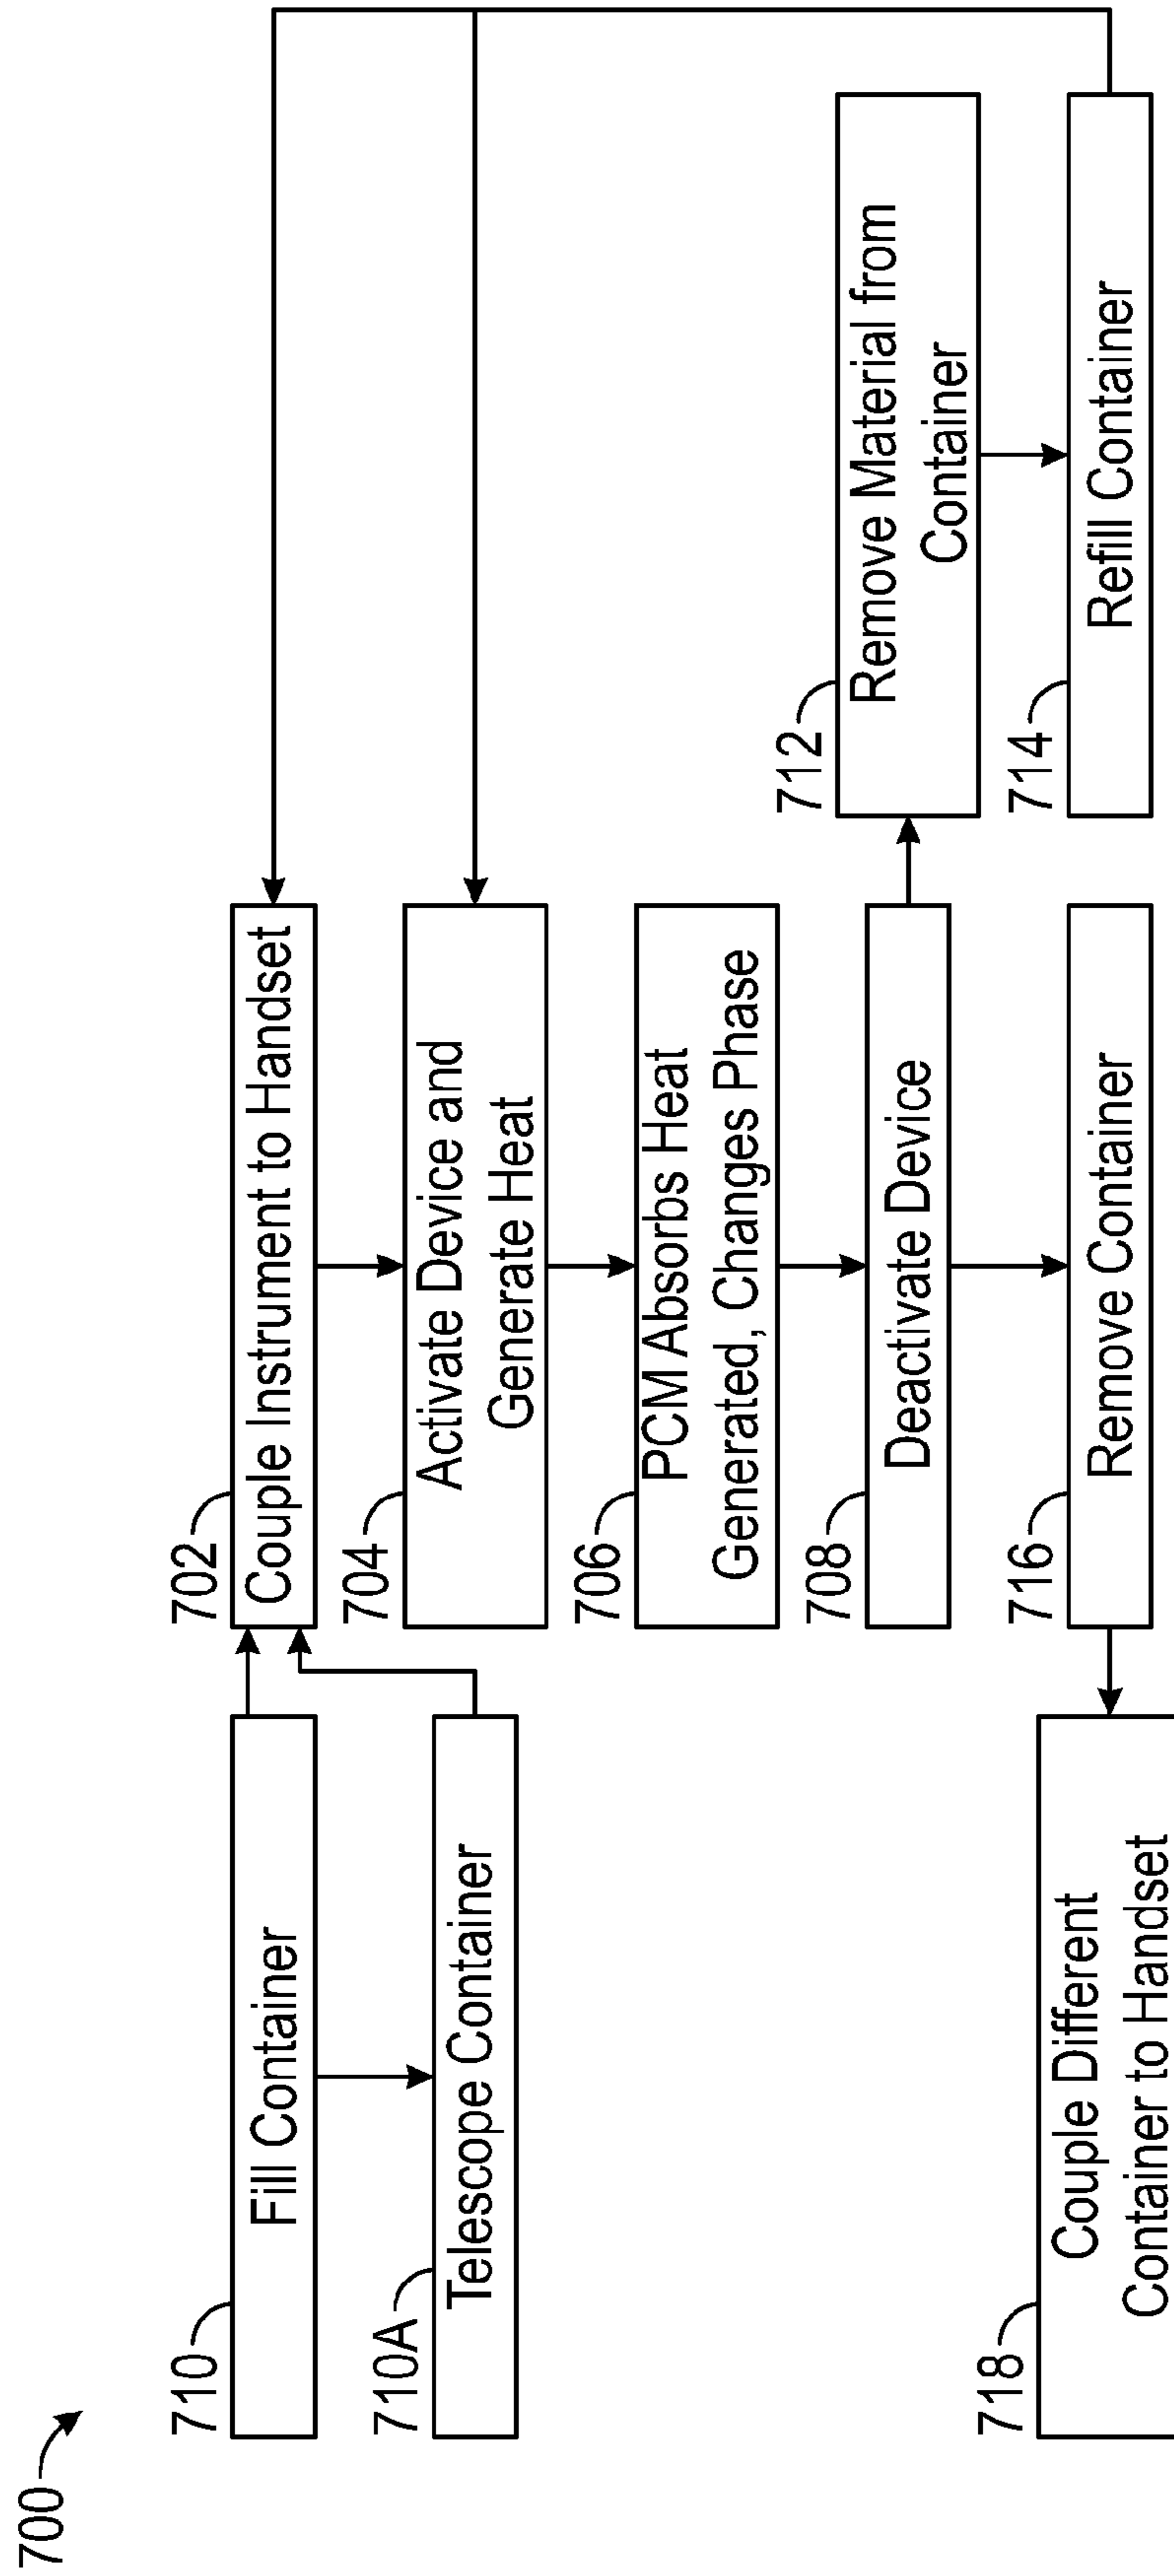 700
710
Fill Container
710A
Telescope Container
702
Couple Instrument to Handset
704
Activate Device and
Generate Heat
706
PCM Absorbs Heat
Generated, Changes Phase
708
Deactivate Device
712
Remove Material from
Container
714
Refill Container
716
Remove Container
718
Couple Different
Container to Handset